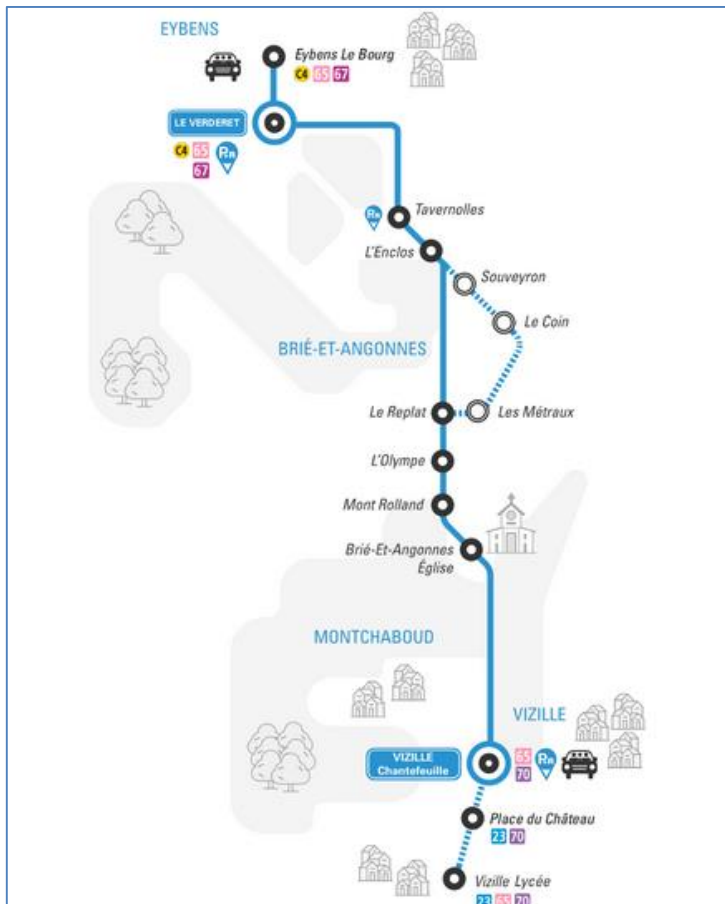 EYBENS
Eybens Le Bourg
C4 65 67
LE VERDERET
C4 65
67
P+R
Tavernolles
P+R
L'Enclos
Souveyron
Le Coin
BRIÉ-ET-ANGONNES
Le Replat
Les Métraux
L'Olympe
Mont Rolland
Brié-Et-Angonnes
Église
MONTCHABOUD
VIZILLE
VIZILLE
Chantefeuille
65
70
P+R
Place du Château
23 70
Vizille Lycée
23 65 70